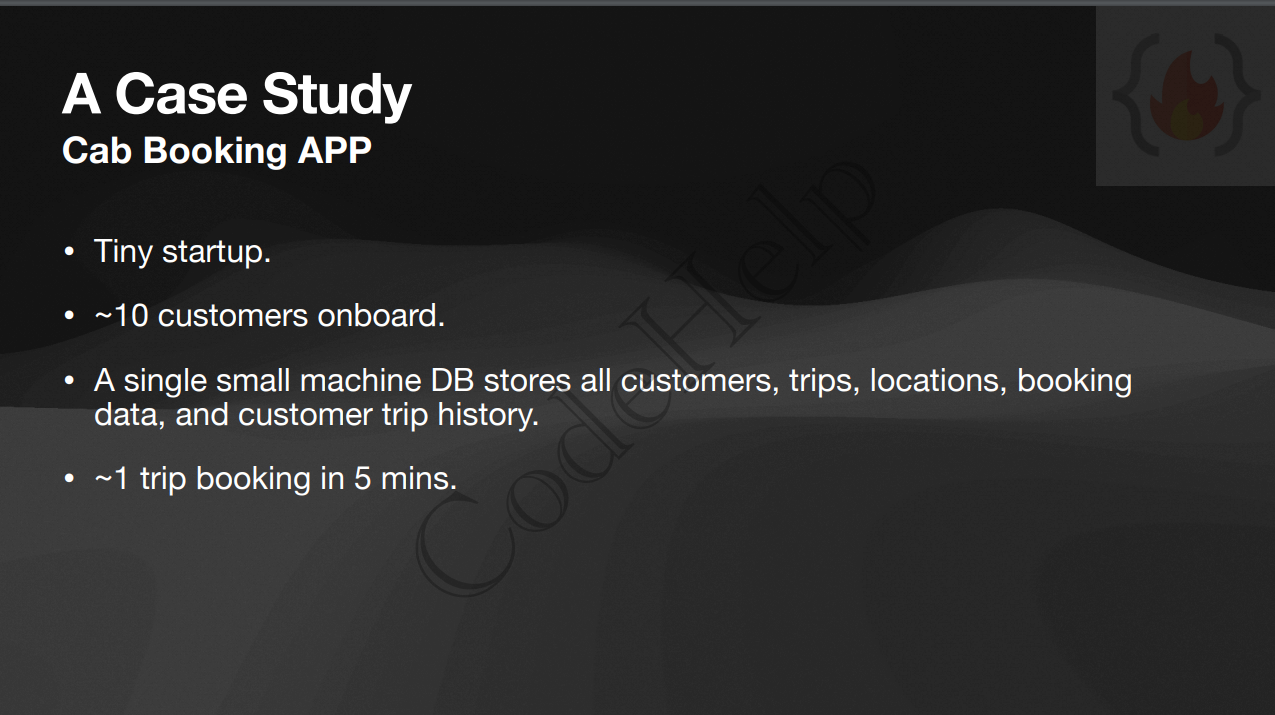 A Case Study
Cab Booking APP
• Tiny startup.
• ~10 customers onboard.
• A single small machine DB stores all customers, trips, locations, booking
data, and customer trip history.
• ~1 trip booking in 5 mins.
CodeHelp